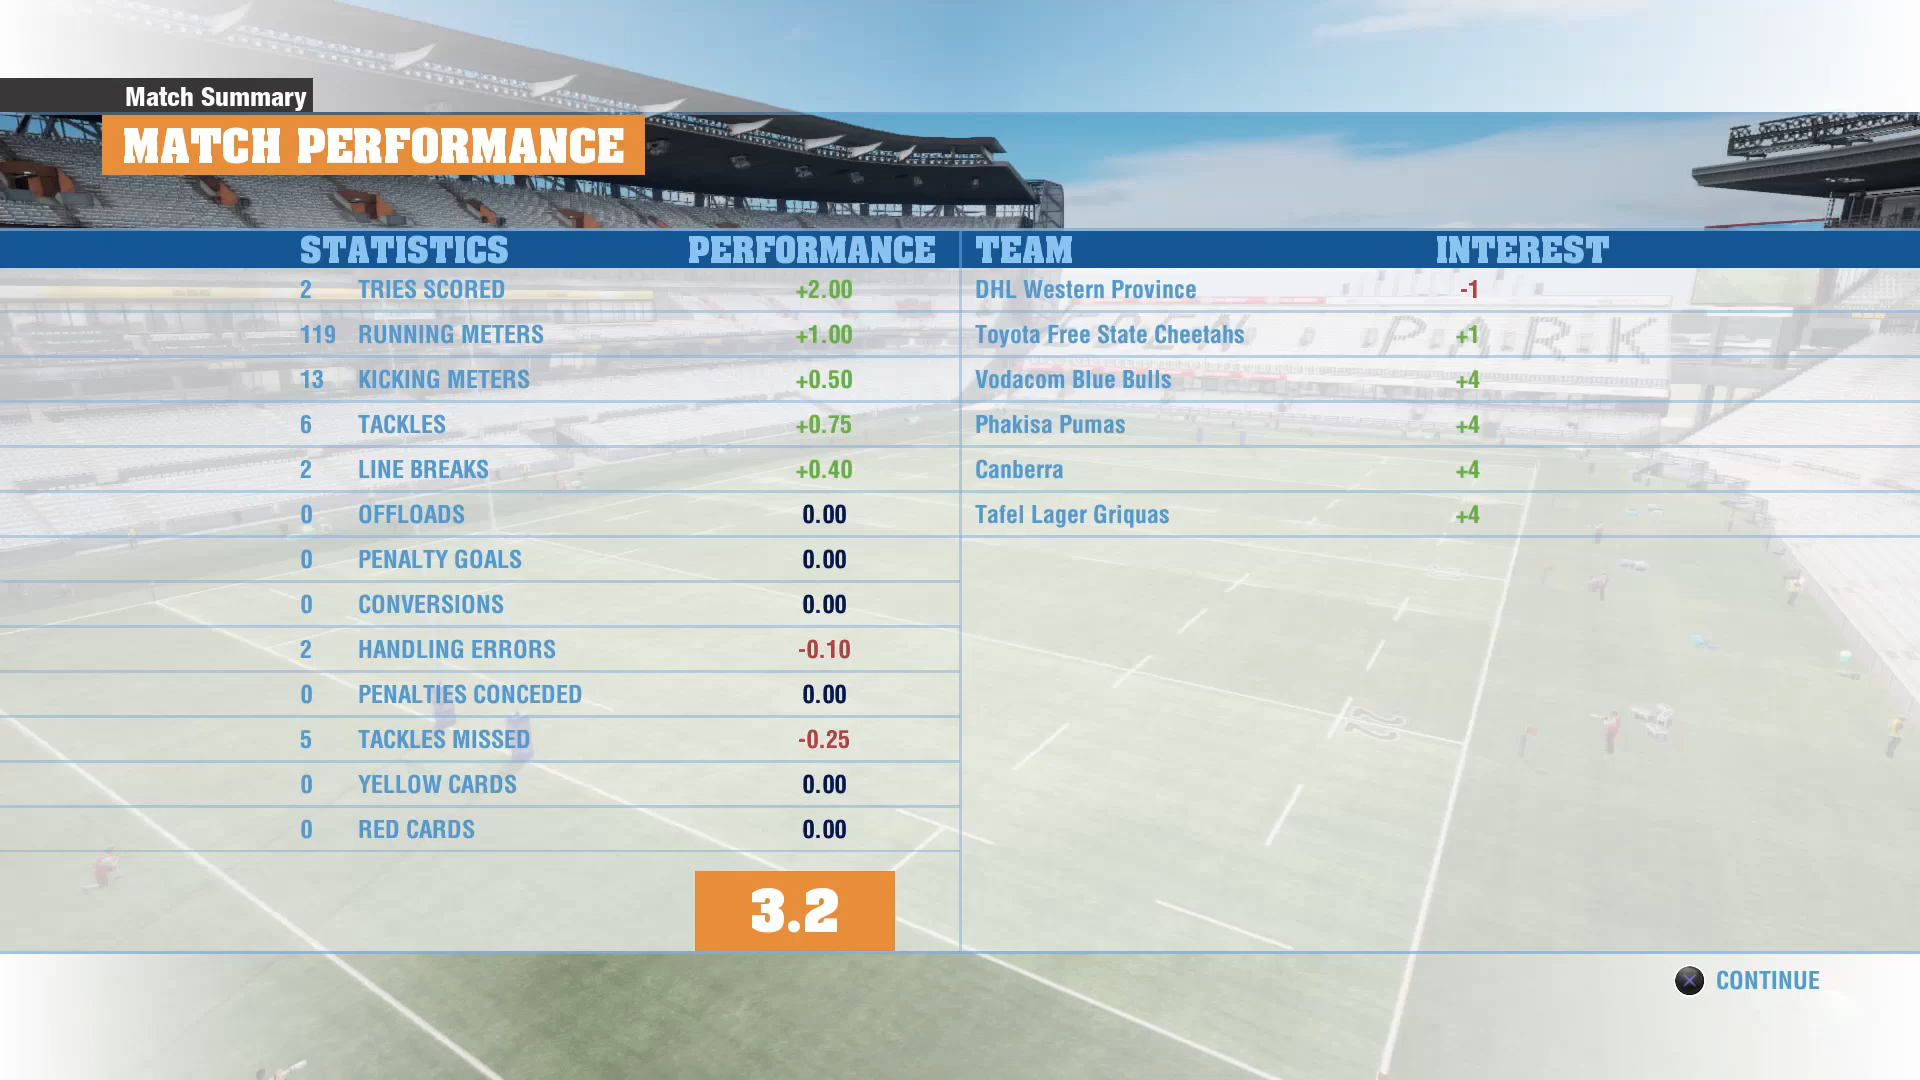 Match Summary
MATCH PERFORMANCE
STATISTICS PERFORMANCE TEAM INTEREST
2 TRIES SCORED +2.00 DHL Western Province -1
119 RUNNING METERS +1.00 Toyota Free State Cheetahs +1
13 KICKING METERS +0.50 Vodacom Blue Bulls +4
6 TACKLES +0.75 Phakisa Pumas +4
2 LINE BREAKS +0.40 Canberra +4
0 OFFLOADS 0.00 Tafel Lager Griquas +4
0 PENALTY GOALS 0.00
0 CONVERSIONS 0.00
2 HANDLING ERRORS -0.10
0 PENALTIES CONCEDED 0.00
5 TACKLES MISSED -0.25
0 YELLOW CARDS 0.00
0 RED CARDS 0.00
3.2
CONTINUE
EDEN PARK